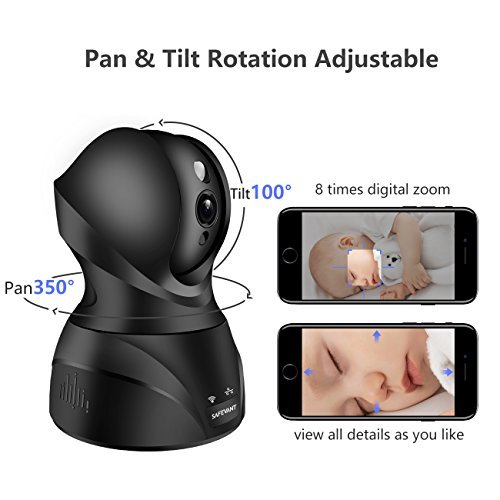 Pan & Tilt Rotation Adjustable
Tilt100°
8 times digital zoom
Pan350°
SAFEVANT
view all details as you like